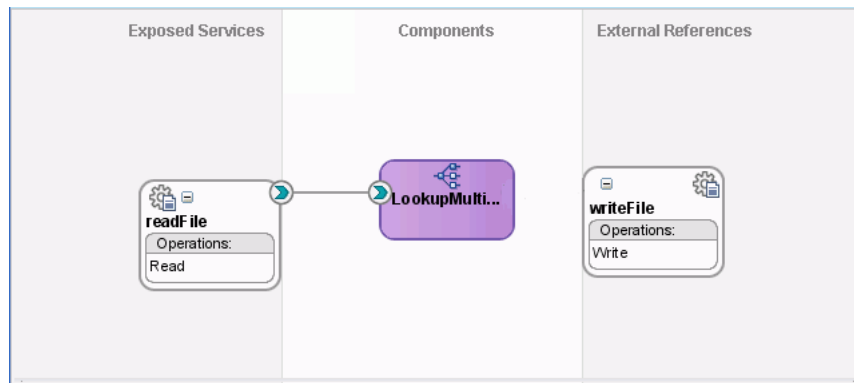 Exposed Services
Components
External References
readFile
Operations:
Read
LookupMulti...
writeFile
Operations:
Write